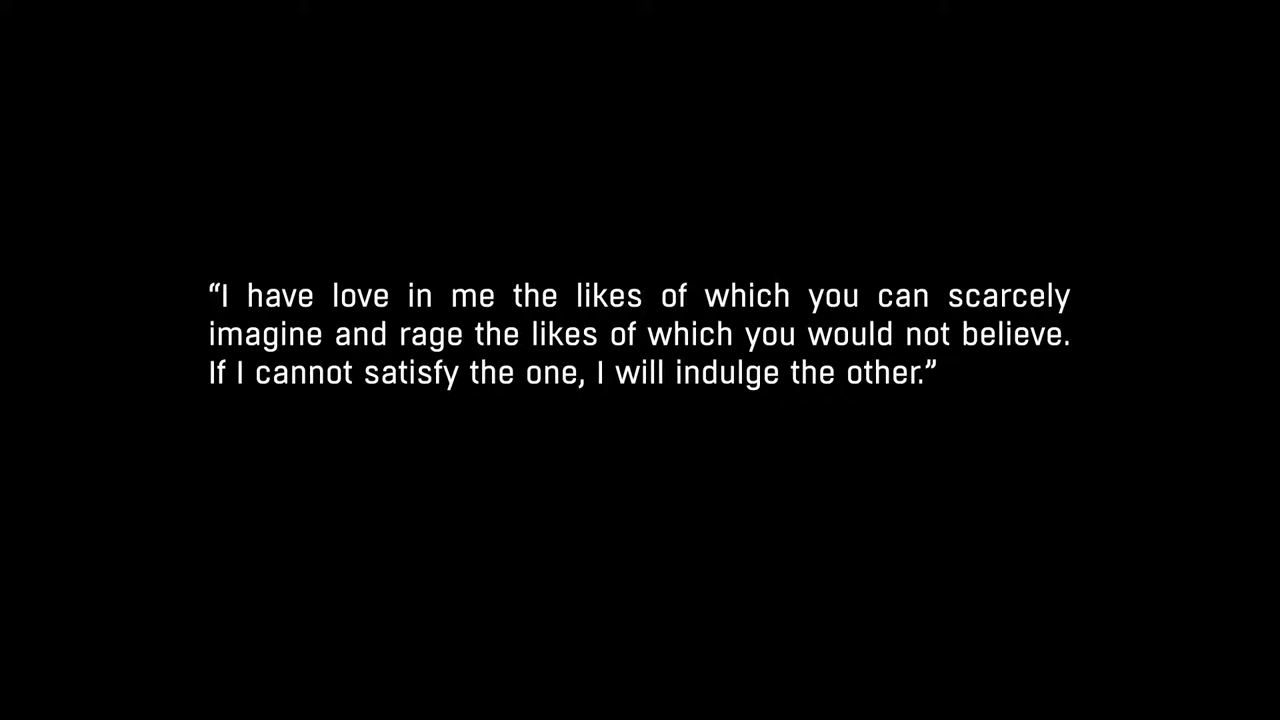 “I have love in me the likes of which you can scarcely
imagine and rage the likes of which you would not believe.
If I cannot satisfy the one, I will indulge the other.”